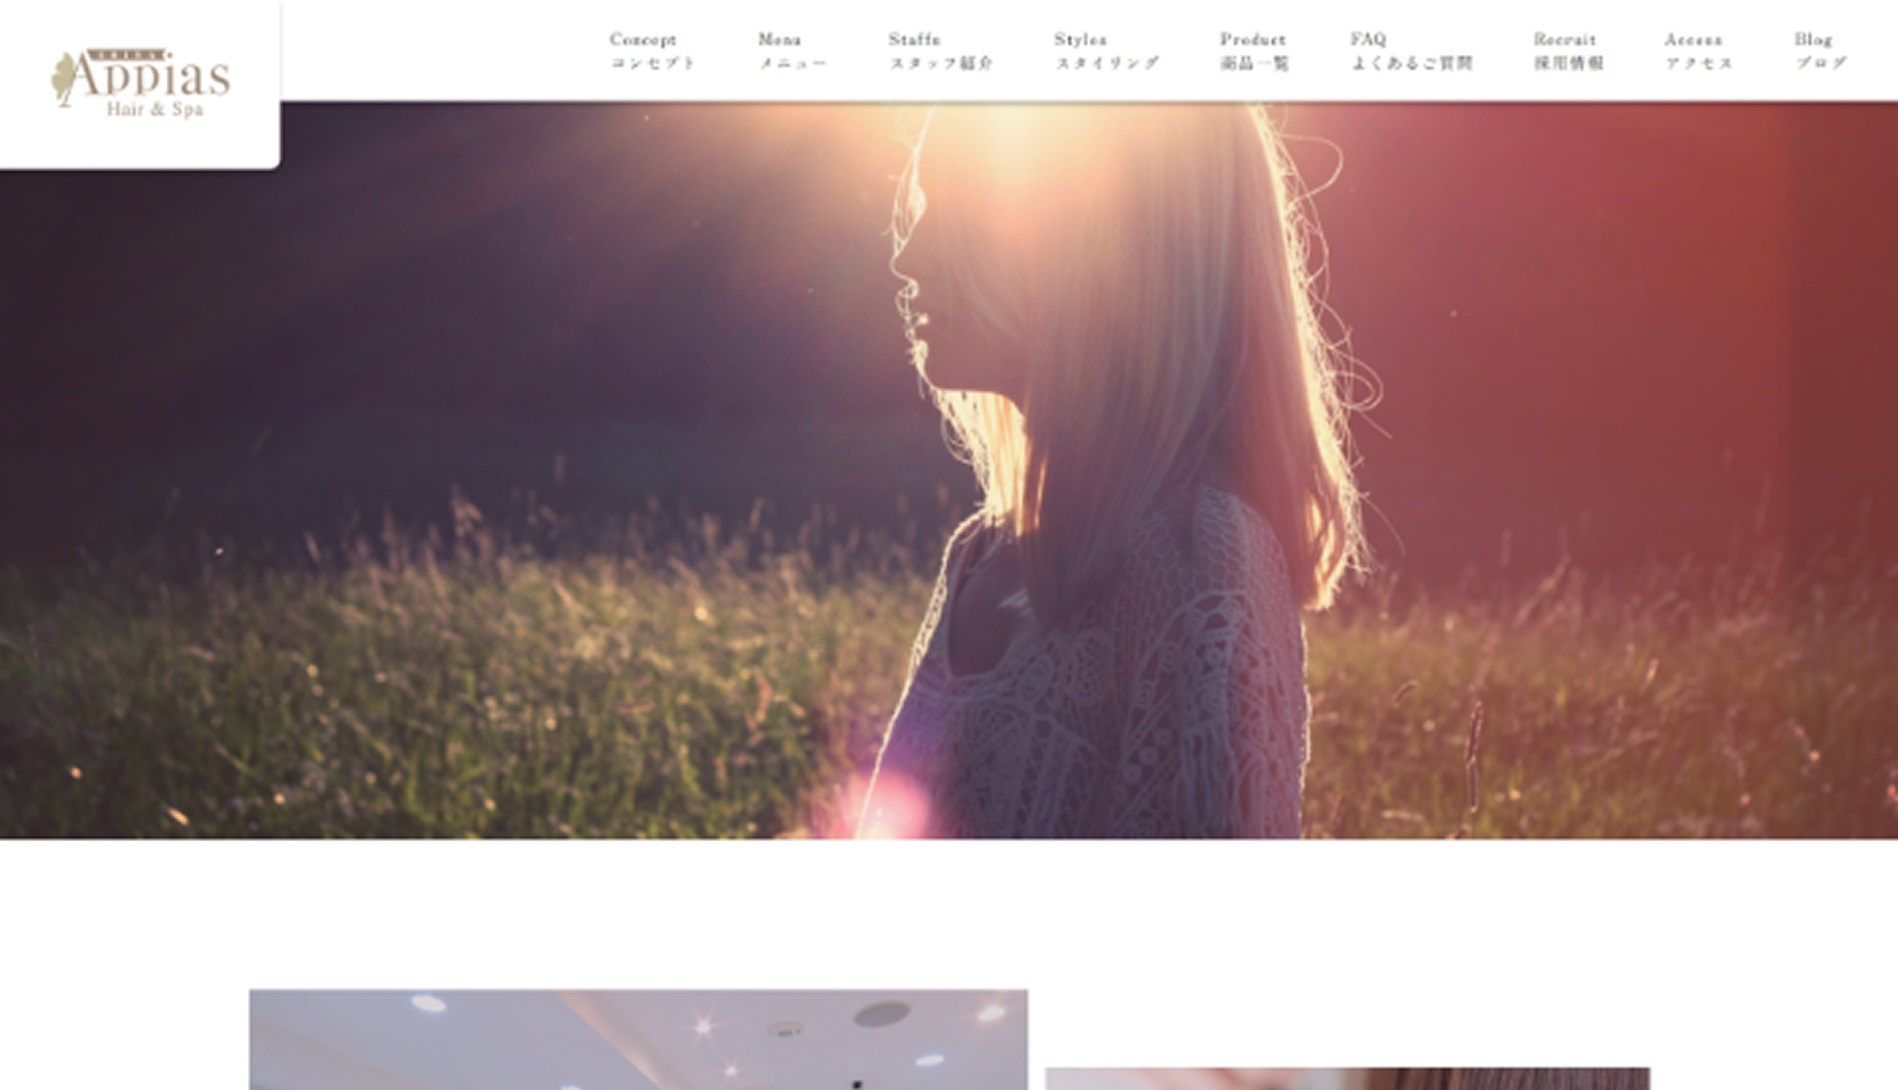 Appias
Hair & Spa
Concept
コンセプト
Menu
メニュー
Staffs
スタッフ紹介
Styles
スタイリング
Product
商品一覧
FAQ
よくあるご質問
Recruit
採用情報
Access
アクセス
Blog
ブログ